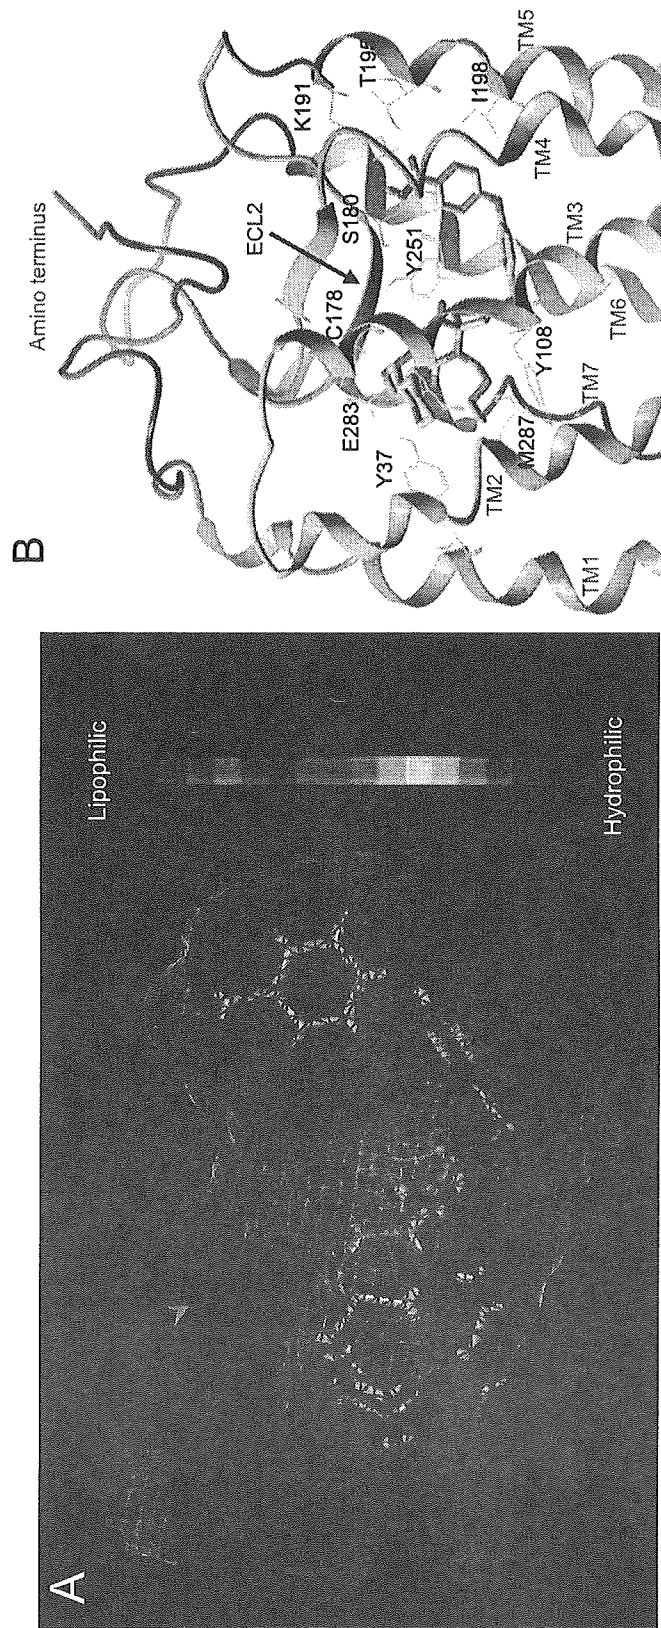 A
Lipophilic
Hydrophilic
B
Amino terminus
ECL2
K191
T195
I198
TM5
TM4
S180
Y251
TM3
C178
TM6
Y108
TM7
E283
M287
Y37
TM2
TM1